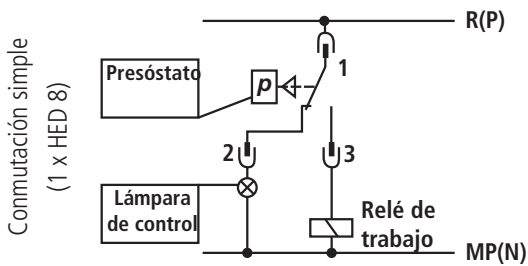 Conmutación simple
(1 x HED 8)
R(P)
1
Presóstato
p
2
3
Lámpara
de control
Relé de
trabajo
MP(N)